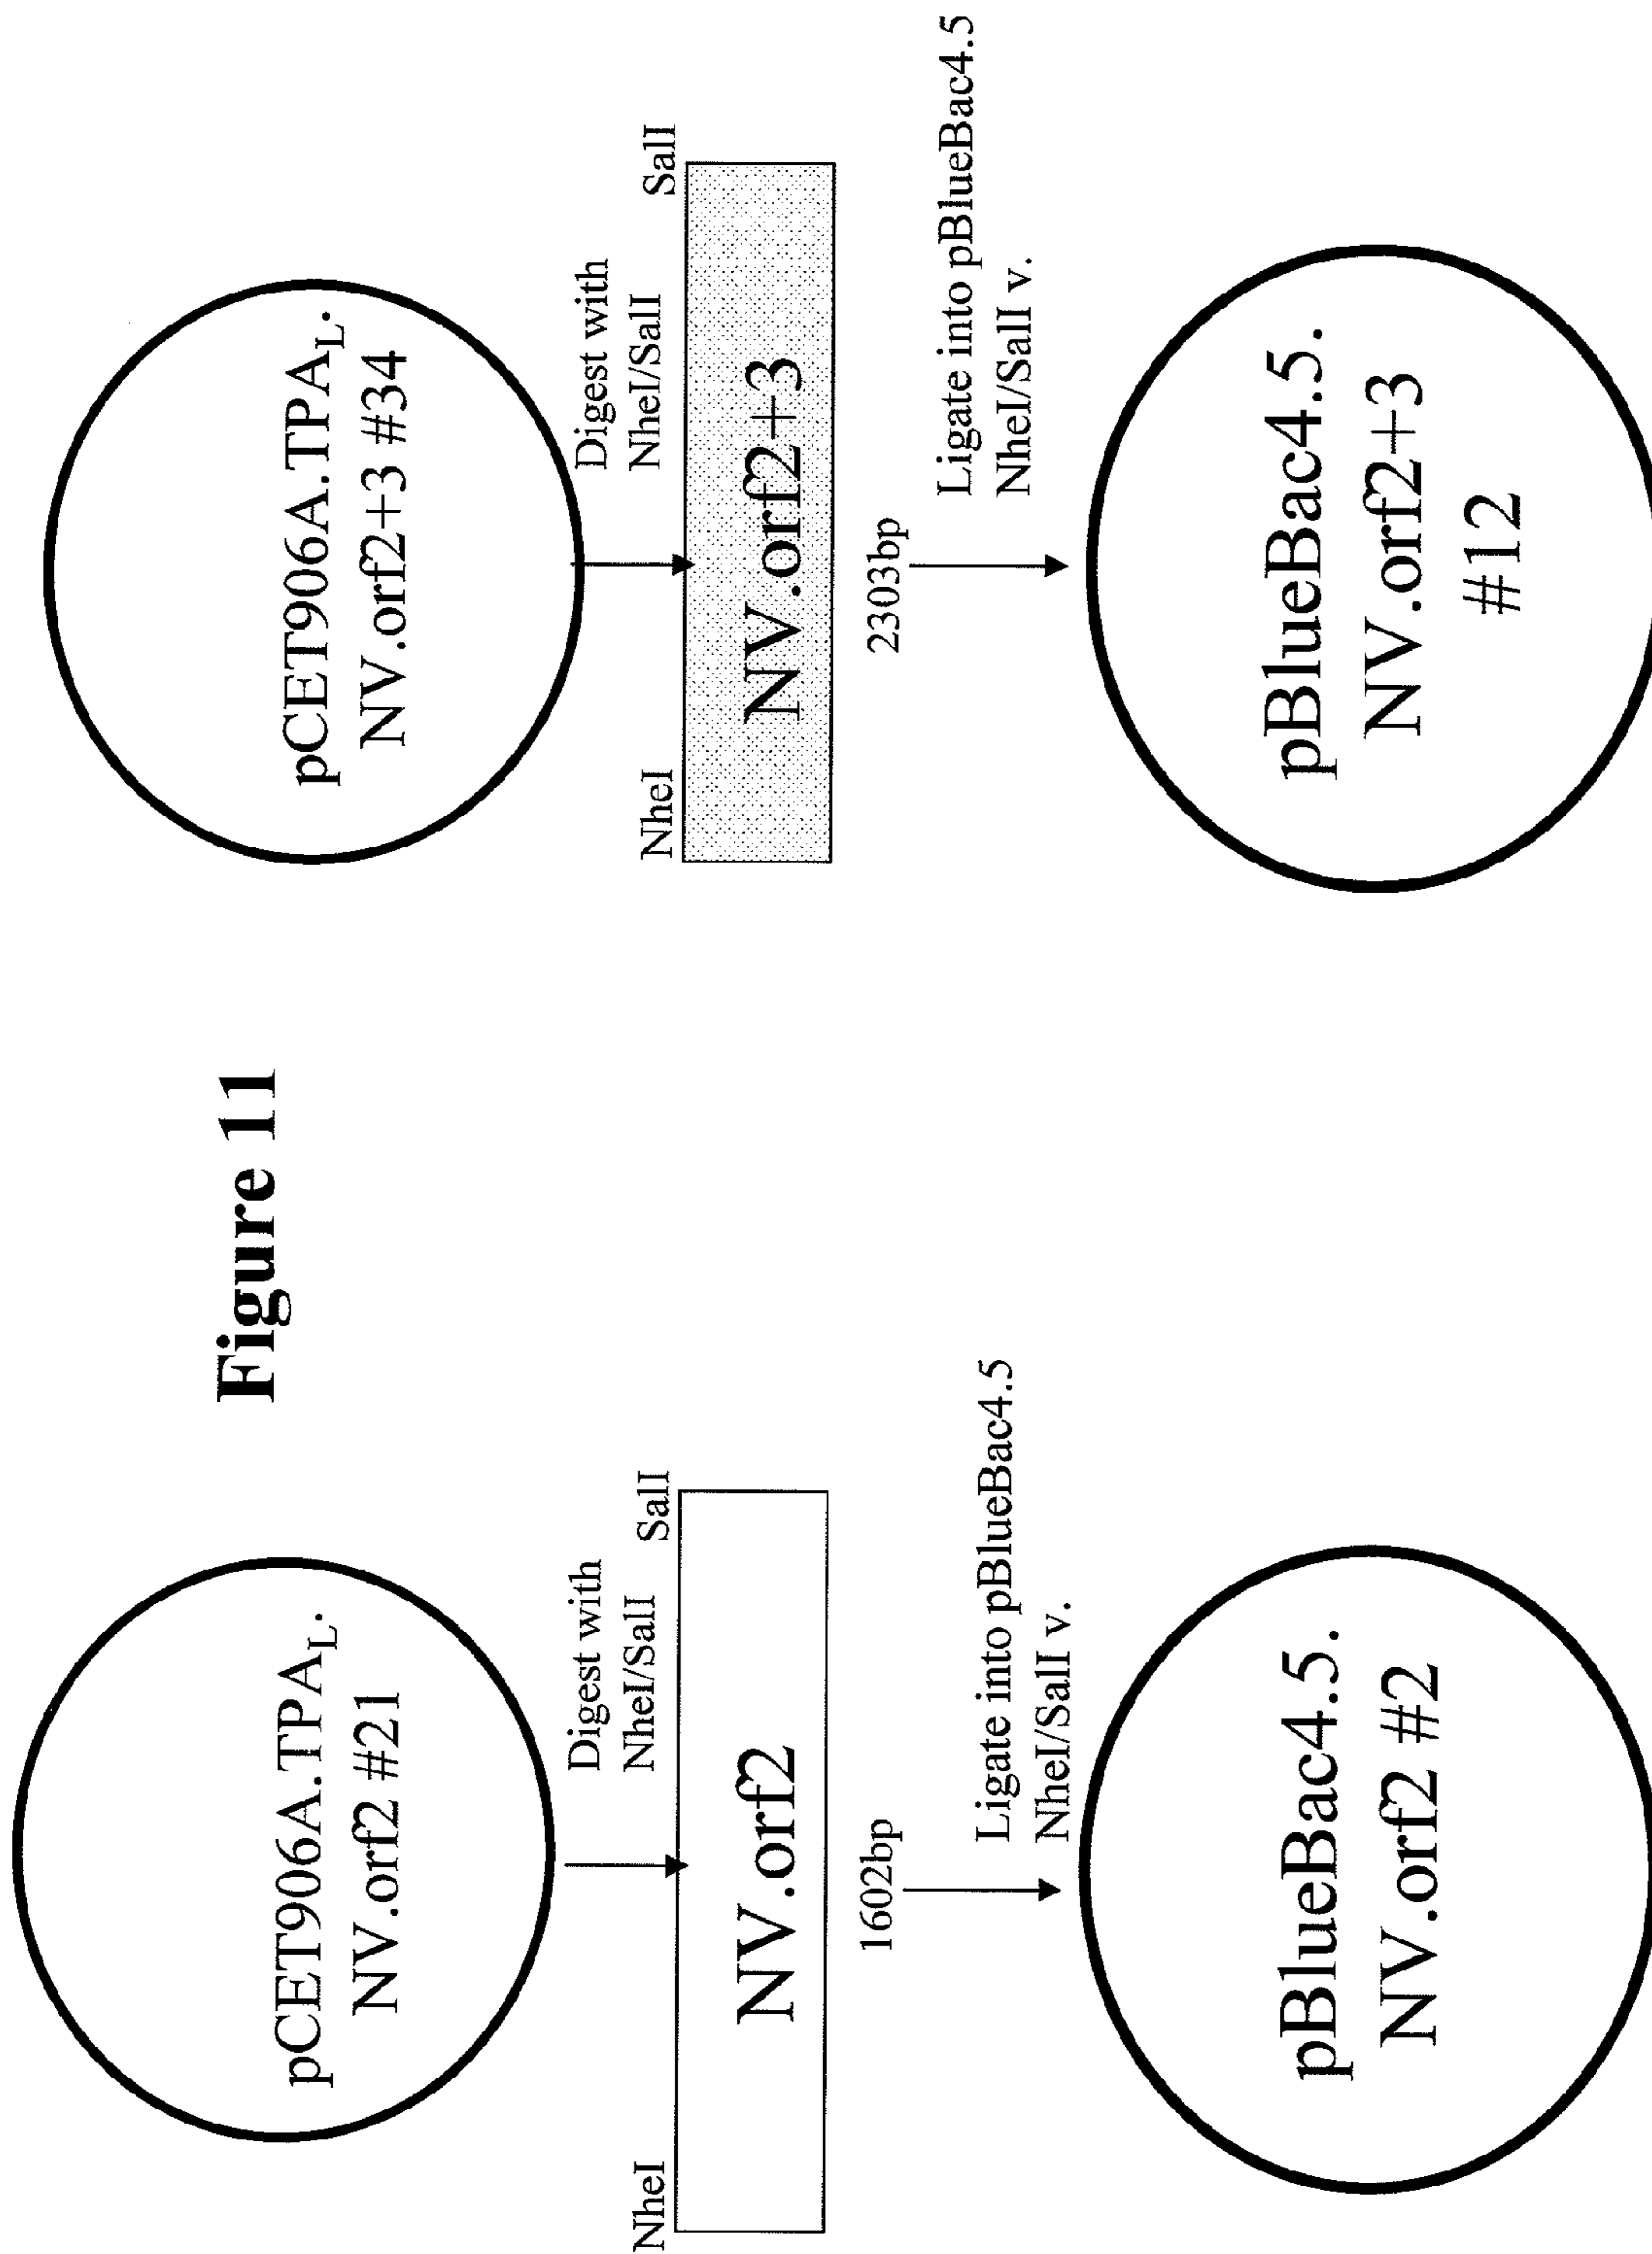 Figure 11
pCET906A.TPAL.
NV.orf2 #21
Digest with
NheI/SalI
NheI
SalI
NV.orf2
1602bp
Ligate into pBlueBac4.5
NheI/SalI v.
pBlueBac4.5.
NV.orf2 #2
pCET906A.TPAL.
NV.orf2+3 #34
Digest with
NheI/SalI
NheI
SalI
NV.orf2+3
2303bp
Ligate into pBlueBac4.5
NheI/SalI v.
pBlueBac4.5.
NV.orf2+3
#12